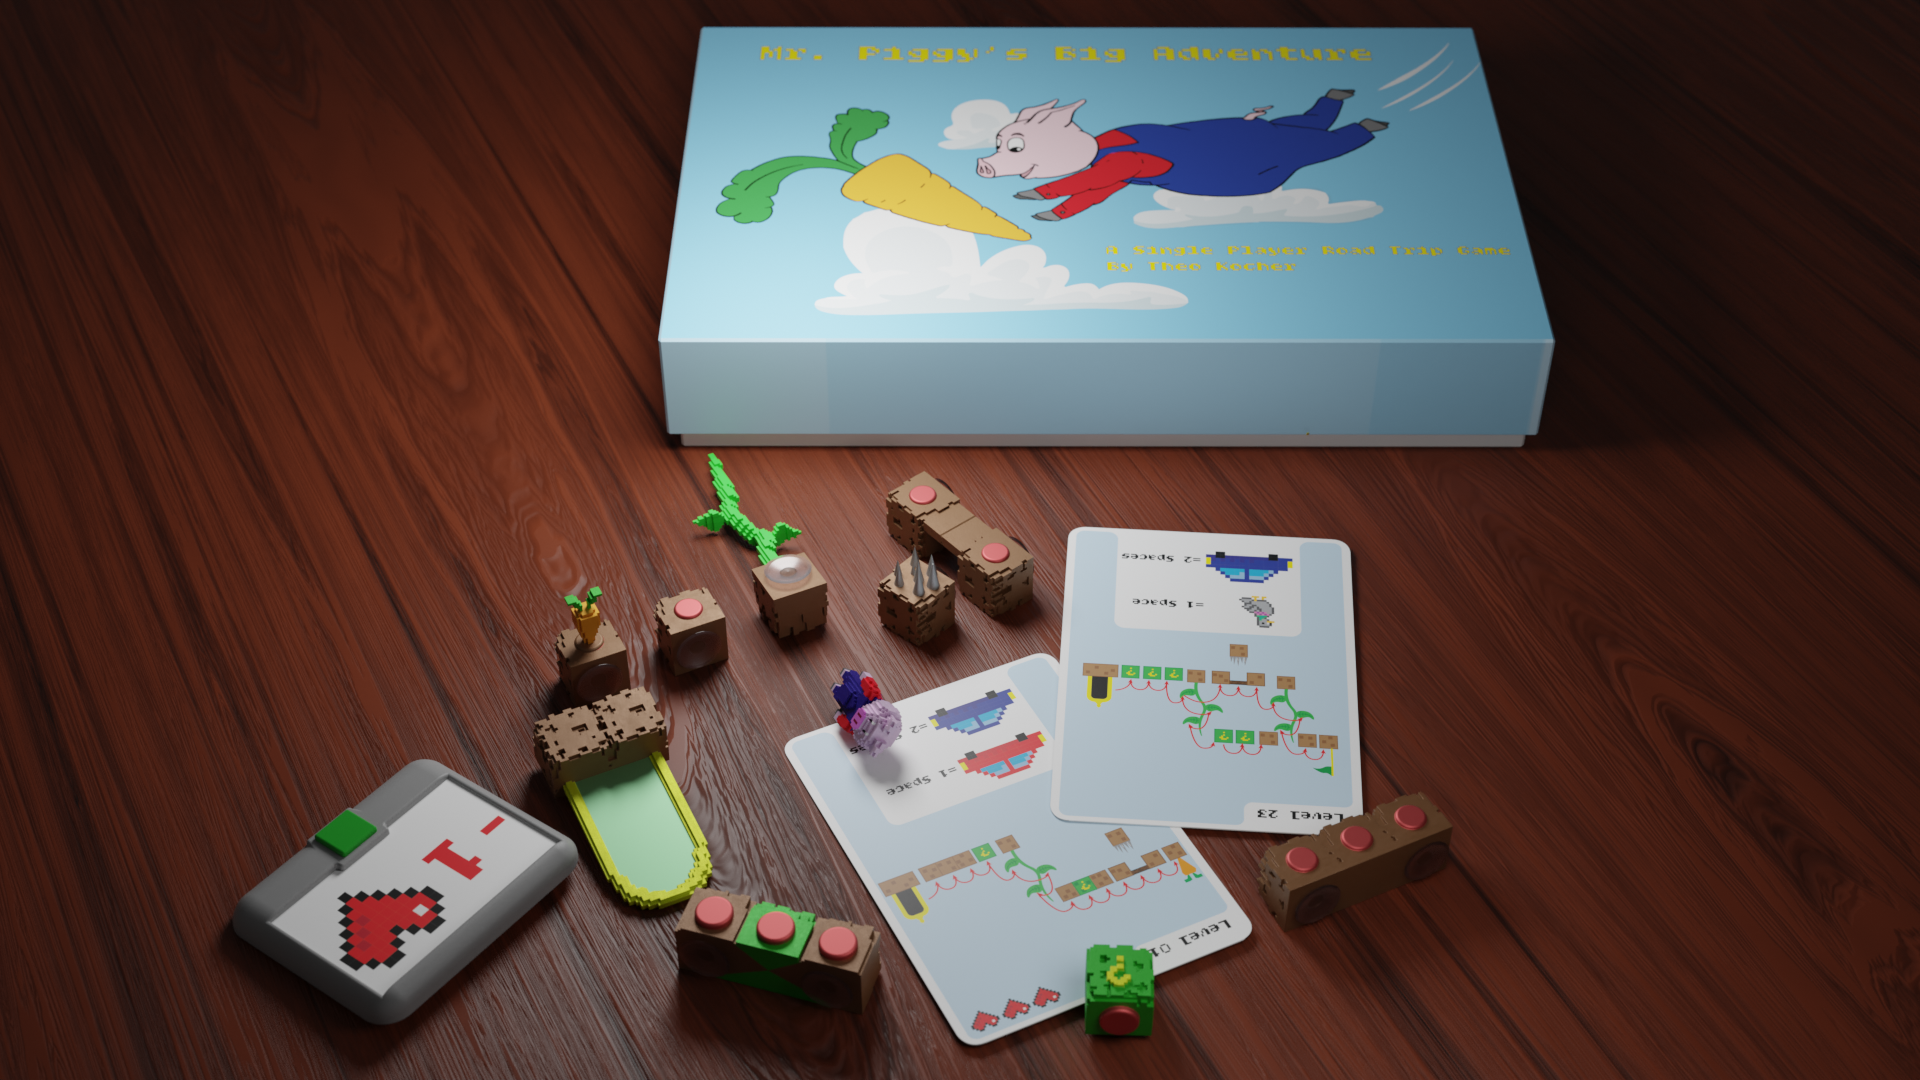 Mr. Piggy's Big Adventure
A Single Player Road Trip Game
By Theo Kocher
=2 Spaces
=1 Space
Level 23
=2
=1 Space
Level
-1
?